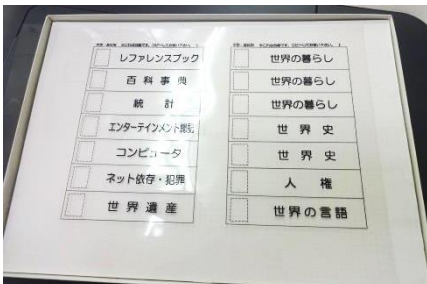 レファレンスブック
百科事典
統計
エンターテインメント
コンピュータ
ネット依存・犯罪
世界遺産
世界の暮らし
世界の暮らし
世界の暮らし
世界史
世界史
人権
世界の言語